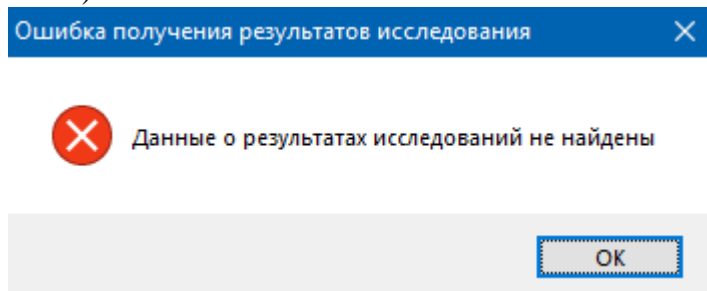 Ошибка получения результатов исследования
Данные о результатах исследований не найдены
OK